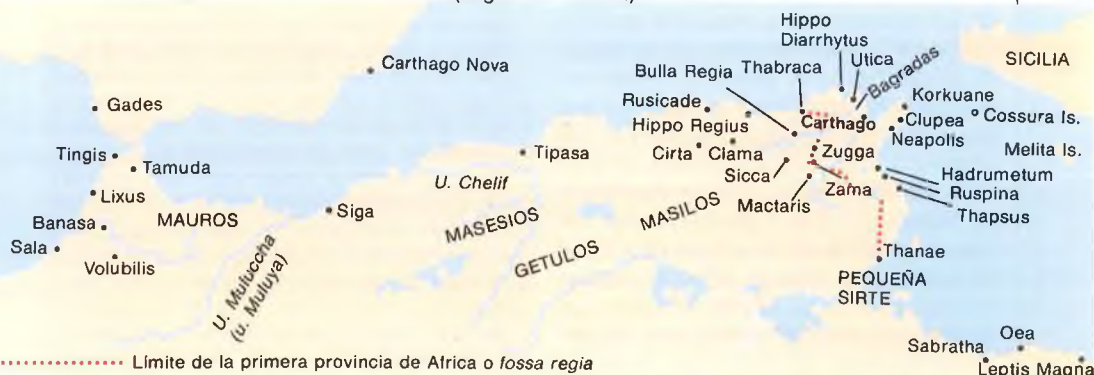 Hippo
Diarrhytus
Utica
SICILIA
Carthago Nova
Bulla Regia
Thabraca
Bagradas
Gades
Rusicade
Korkuane
Carthago
Clupea
Cossura Is.
Hippo Regius
Neapolis
Tingis
Tamuda
Tipasa
Cirta
Clama
Zugga
Melita Is.
U. Chelif
Sicca
Hadrumetum
Lixus
Zama
Ruspina
MAUROS
Siga
MASESIOS
MASILOS
Mactaris
Thapsus
Banasa
Sala
GETULOS
Volubilis
Thanae
U. Muluccha
(u. Muluya)
PEQUEÑA
SIRTE
Oea
Sabratha
Límite de la primera provincia de Africa o fossa regia
Leptis Magna